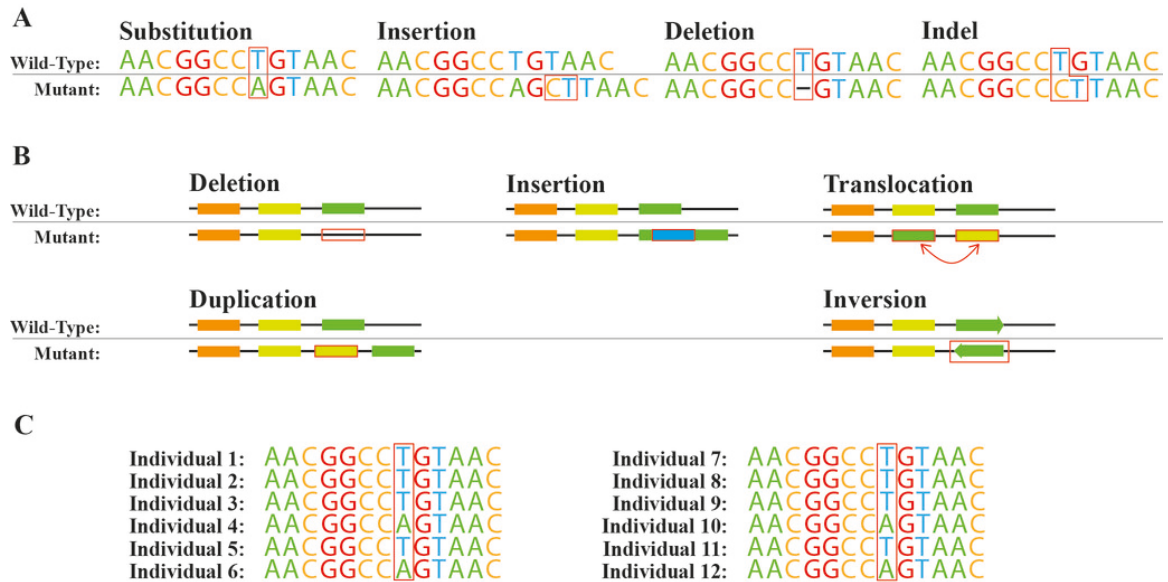 A
Substitution Insertion Deletion Indel
Wild-Type: AACGGCCTGTAAC AACGGCCTGTAAC AACGGCCTGTAAC AACGGCCTGTAAC
Mutant: AACGGCCAGTAAC AACGGCCAGCTTAAC AACGGCC–GTAAC AACGGCCCTTAAC
B
Deletion Insertion Translocation
Wild-Type:
Mutant:
Duplication Inversion
Wild-Type:
Mutant:
C
Individual 1: AACGGCCTGTAAC Individual 7: AACGGCCTGTAAC
Individual 2: AACGGCCTGTAAC Individual 8: AACGGCCTGTAAC
Individual 3: AACGGCCTGTAAC Individual 9: AACGGCCTGTAAC
Individual 4: AACGGCCAGTAAC Individual 10: AACGGCCAGTAAC
Individual 5: AACGGCCTGTAAC Individual 11: AACGGCCTGTAAC
Individual 6: AACGGCCAGTAAC Individual 12: AACGGCCAGTAAC